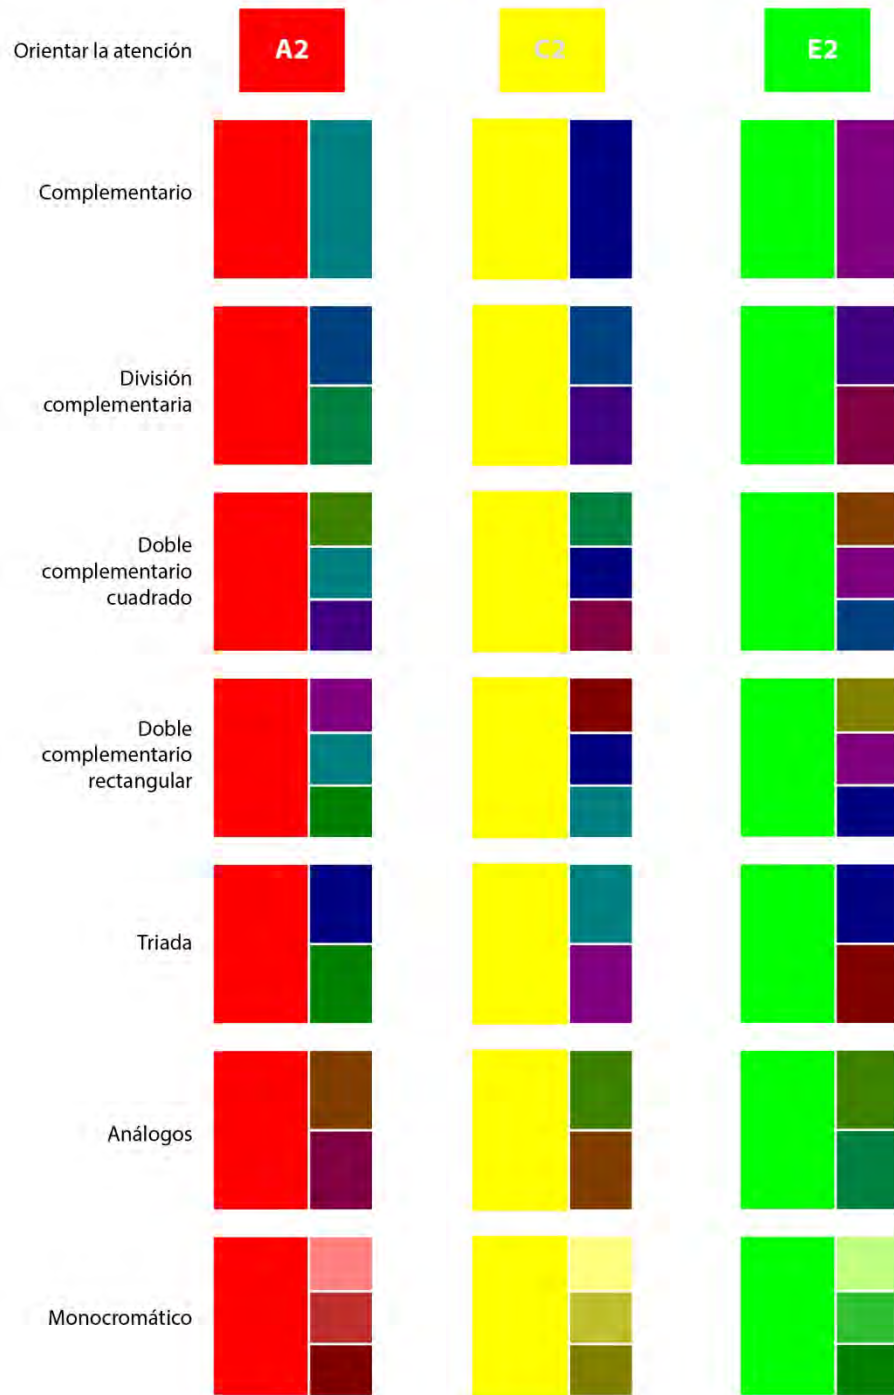 Orientar la atención
A2
C2
E2
Complementario
División
complementaria
Doble
complementario
cuadrado
Doble
complementario
rectangular
Triada
Análogos
Monocromático